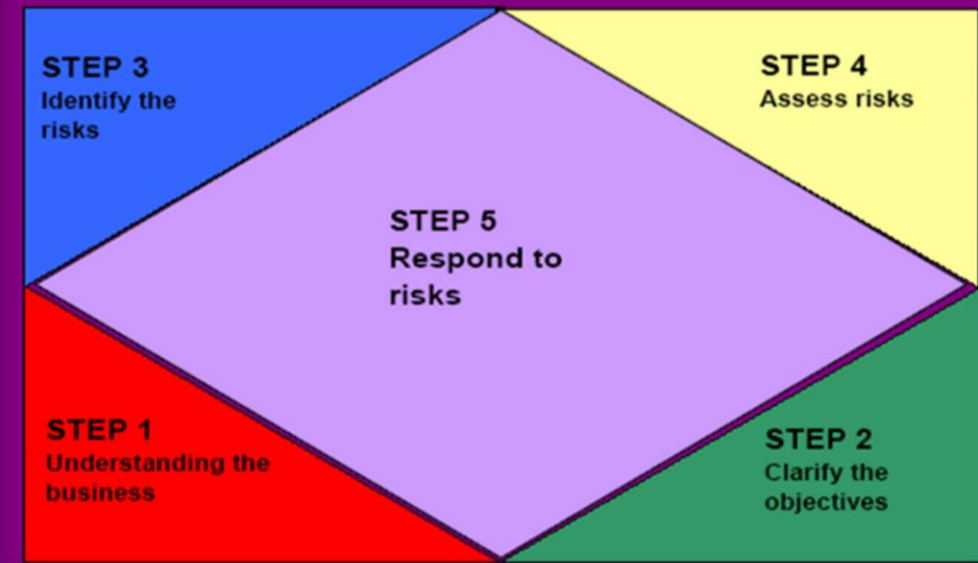 STEP 3
Identify the
risks
STEP 4
Assess risks
STEP 5
Respond to
risks
STEP 1
Understanding the
business
STEP 2
Clarify the
objectives